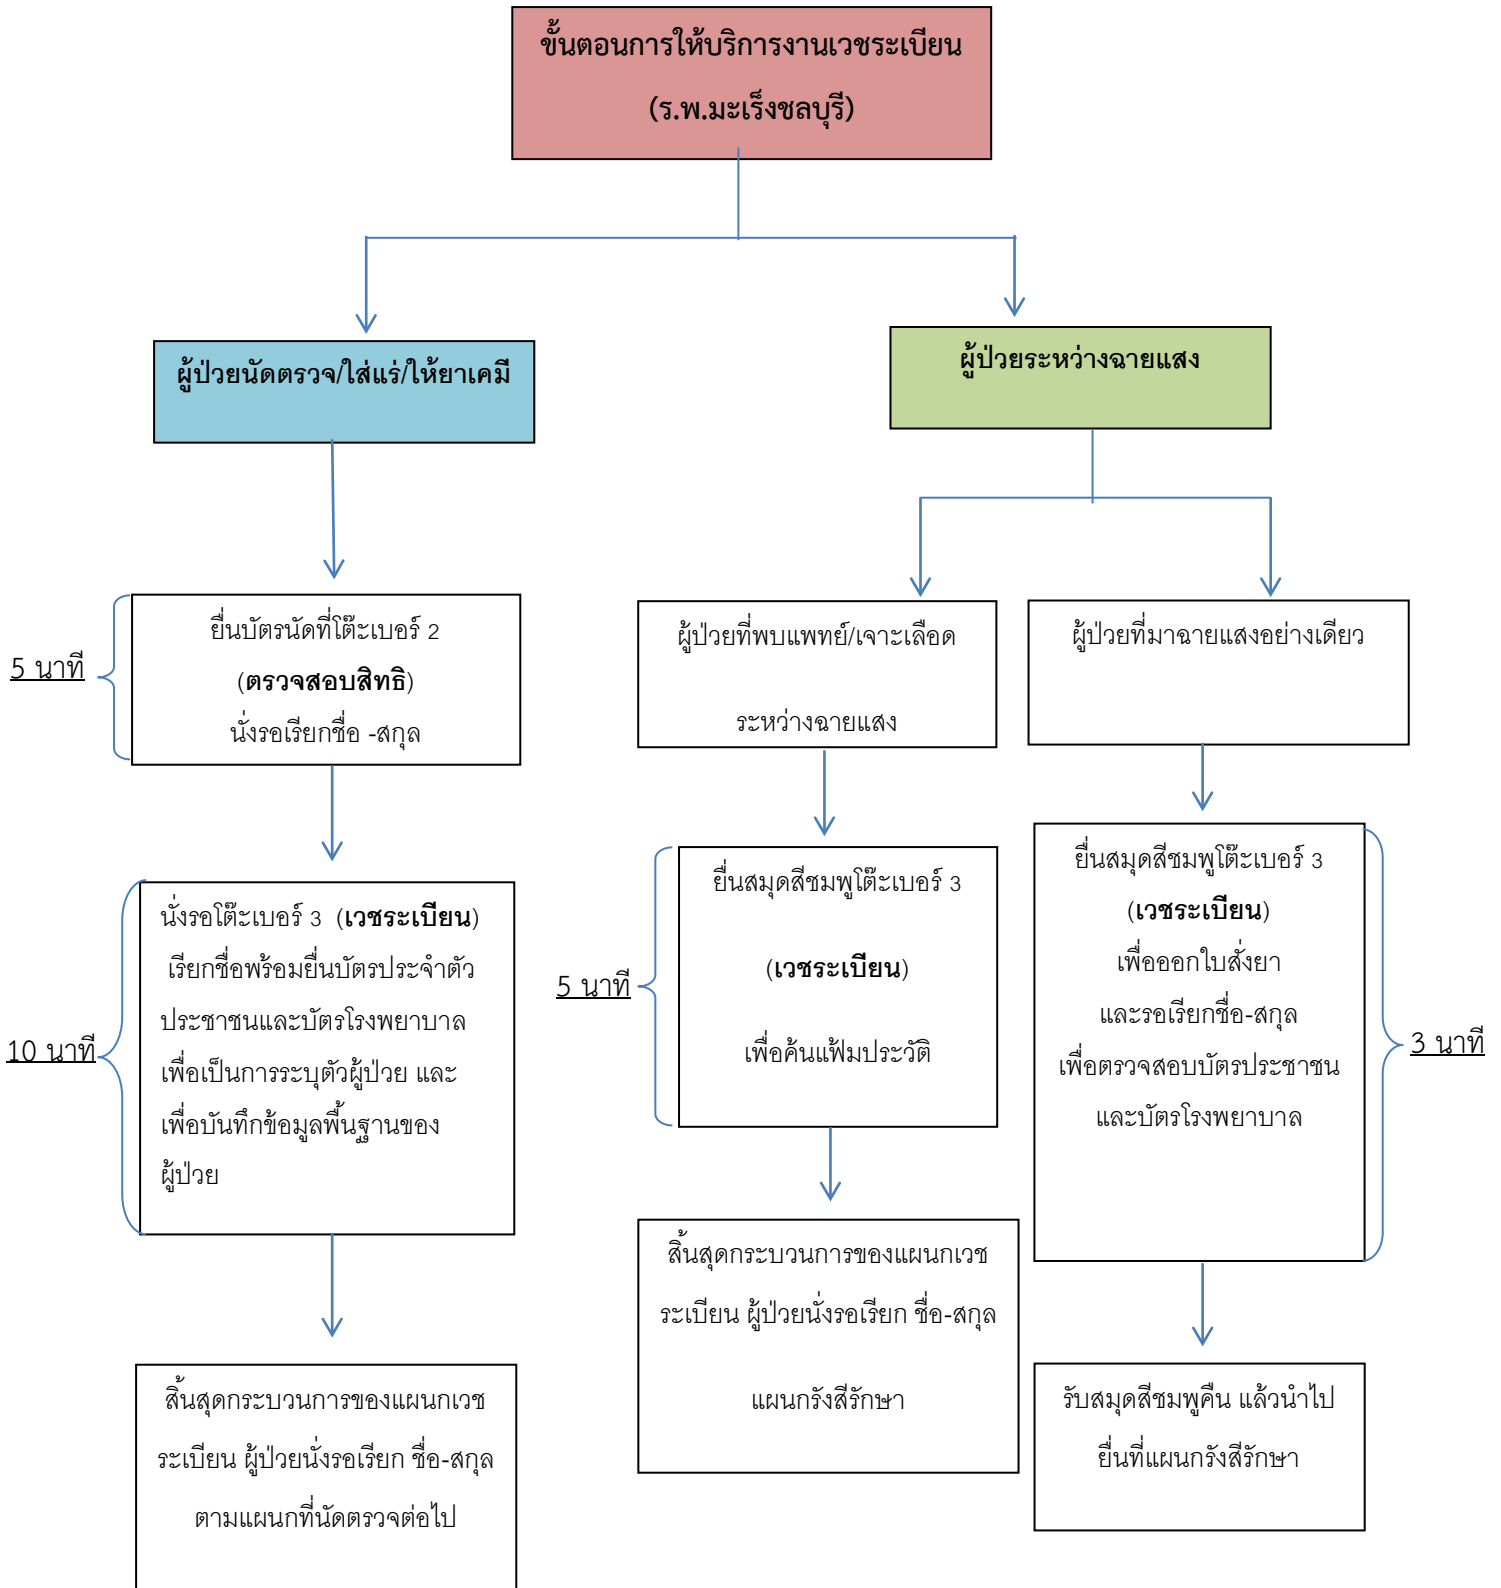 ขั้นตอนการให้บริการงานเวชระเบียน
(ร.พ.มะเร็งชลบุรี)
ผู้ป่วยนัดตรวจ/ใส่แร่/ให้ยาเคมี
ผู้ป่วยระหว่างฉายแสง
5 นาที
ยื่นบัตรนัดที่โต๊ะเบอร์ 2
(ตรวจสอบสิทธิ)
นั่งรอเรียกชื่อ -สกุล
10 นาที
นั่งรอโต๊ะเบอร์ 3 (เวชระเบียน)
เรียกชื่อพร้อมยื่นบัตรประจำตัว
ประชาชนและบัตรโรงพยาบาล
เพื่อเป็นการระบุตัวผู้ป่วย และ
เพื่อบันทึกข้อมูลพื้นฐานของ
ผู้ป่วย
สิ้นสุดกระบวนการของแผนกเวช
ระเบียน ผู้ป่วยนั่งรอเรียก ชื่อ-สกุล
ตามแผนกที่นัดตรวจต่อไป
ผู้ป่วยที่พบแพทย์/เจาะเลือด
ระหว่างฉายแสง
5 นาที
ยื่นสมุดสีชมพูโต๊ะเบอร์ 3
(เวชระเบียน)
เพื่อค้นแฟ้มประวัติ
สิ้นสุดกระบวนการของแผนกเวช
ระเบียน ผู้ป่วยนั่งรอเรียก ชื่อ-สกุล
แผนกรังสีรักษา
ผู้ป่วยที่มาฉายแสงอย่างเดียว
ยื่นสมุดสีชมพูโต๊ะเบอร์ 3
(เวชระเบียน)
เพื่อออกใบสั่งยา
และรอเรียกชื่อ-สกุล
เพื่อตรวจสอบบัตรประชาชน
และบัตรโรงพยาบาล
3 นาที
รับสมุดสีชมพูคืน แล้วนำไป
ยื่นที่แผนกรังสีรักษา